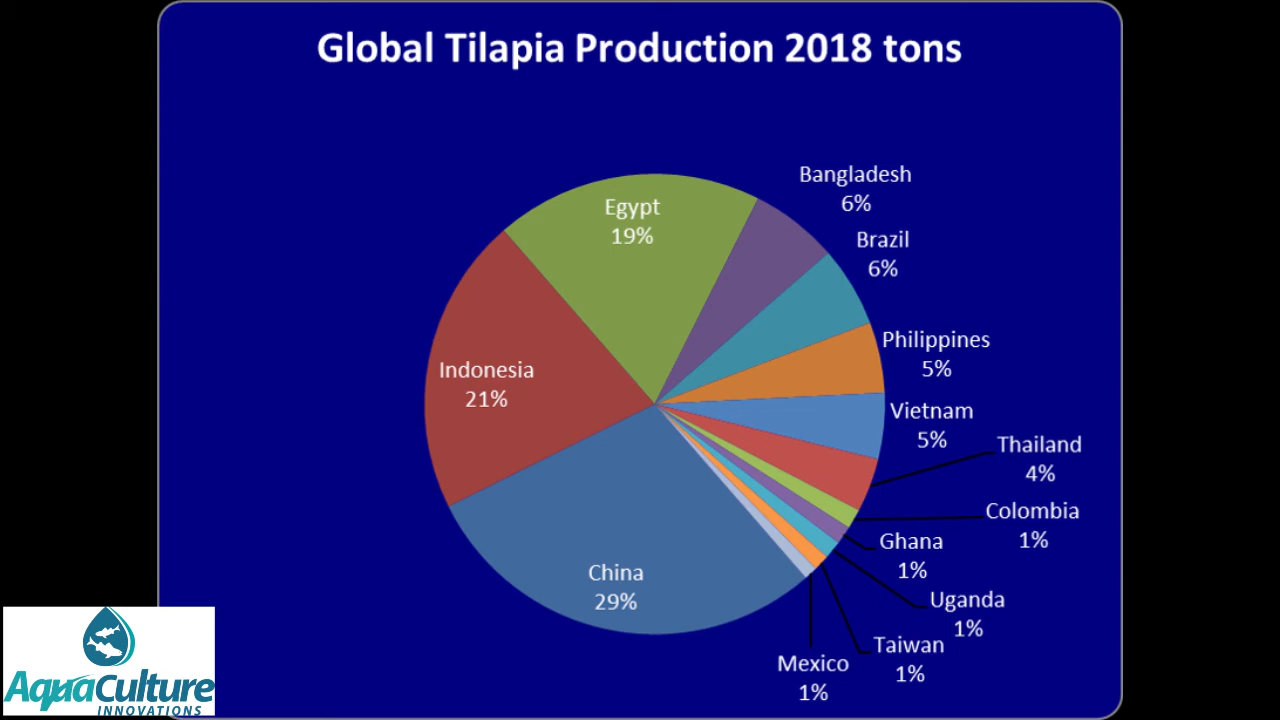 Global Tilapia Production 2018 tons
Bangladesh
6%
Egypt
19%
Brazil
6%
Philippines
5%
Indonesia
21%
Vietnam
5%
Thailand
4%
Colombia
1%
Ghana
1%
China
29%
Uganda
1%
Taiwan
1%
Mexico
1%
AquaCulture
INNOVATIONS